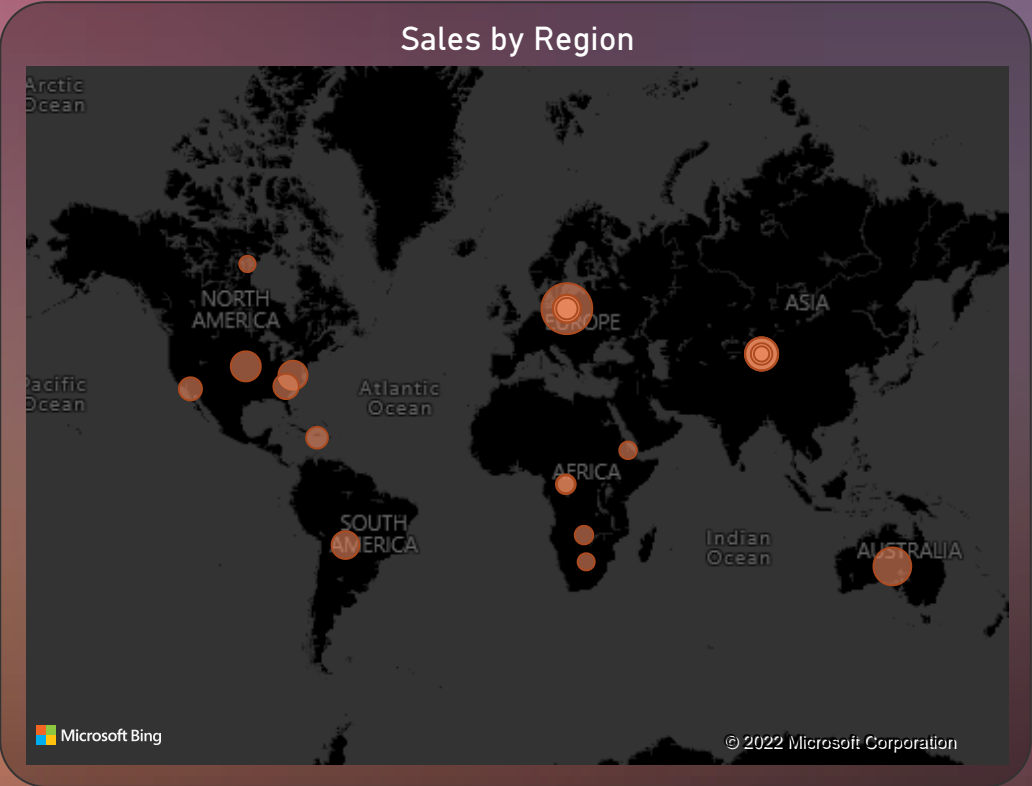 Sales by Region
Arctic
Ocean
NORTH
AMERICA
ASIA
EUROPE
Pacific
Ocean
Atlantic
Ocean
AFRICA
SOUTH
AMERICA
Indian
Ocean
AUSTRALIA
Microsoft Bing
© 2022 Microsoft Corporation